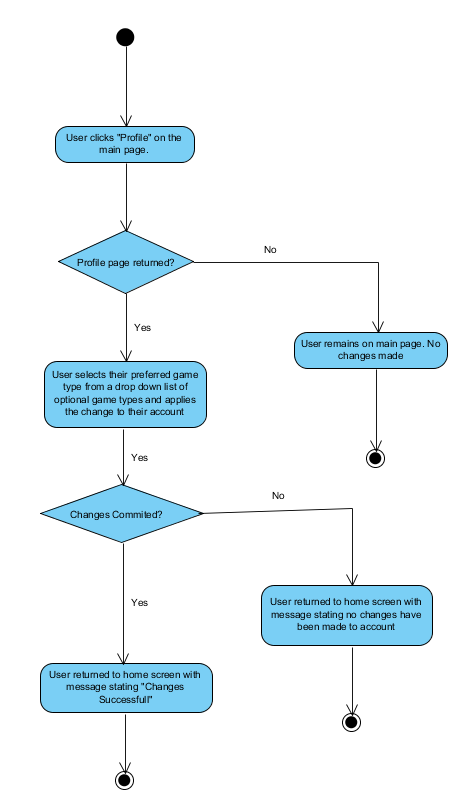 User clicks "Profile" on the
main page.
Profile page returned?
No
Yes
User remains on main page. No
changes made
User selects their preferred game
type from a drop down list of
optional game types and applies
the change to their account
Yes
No
Changes Commited?
Yes
User returned to home screen with
message stating no changes have
been made to account
User returned to home screen with
message stating "Changes
Successfull"